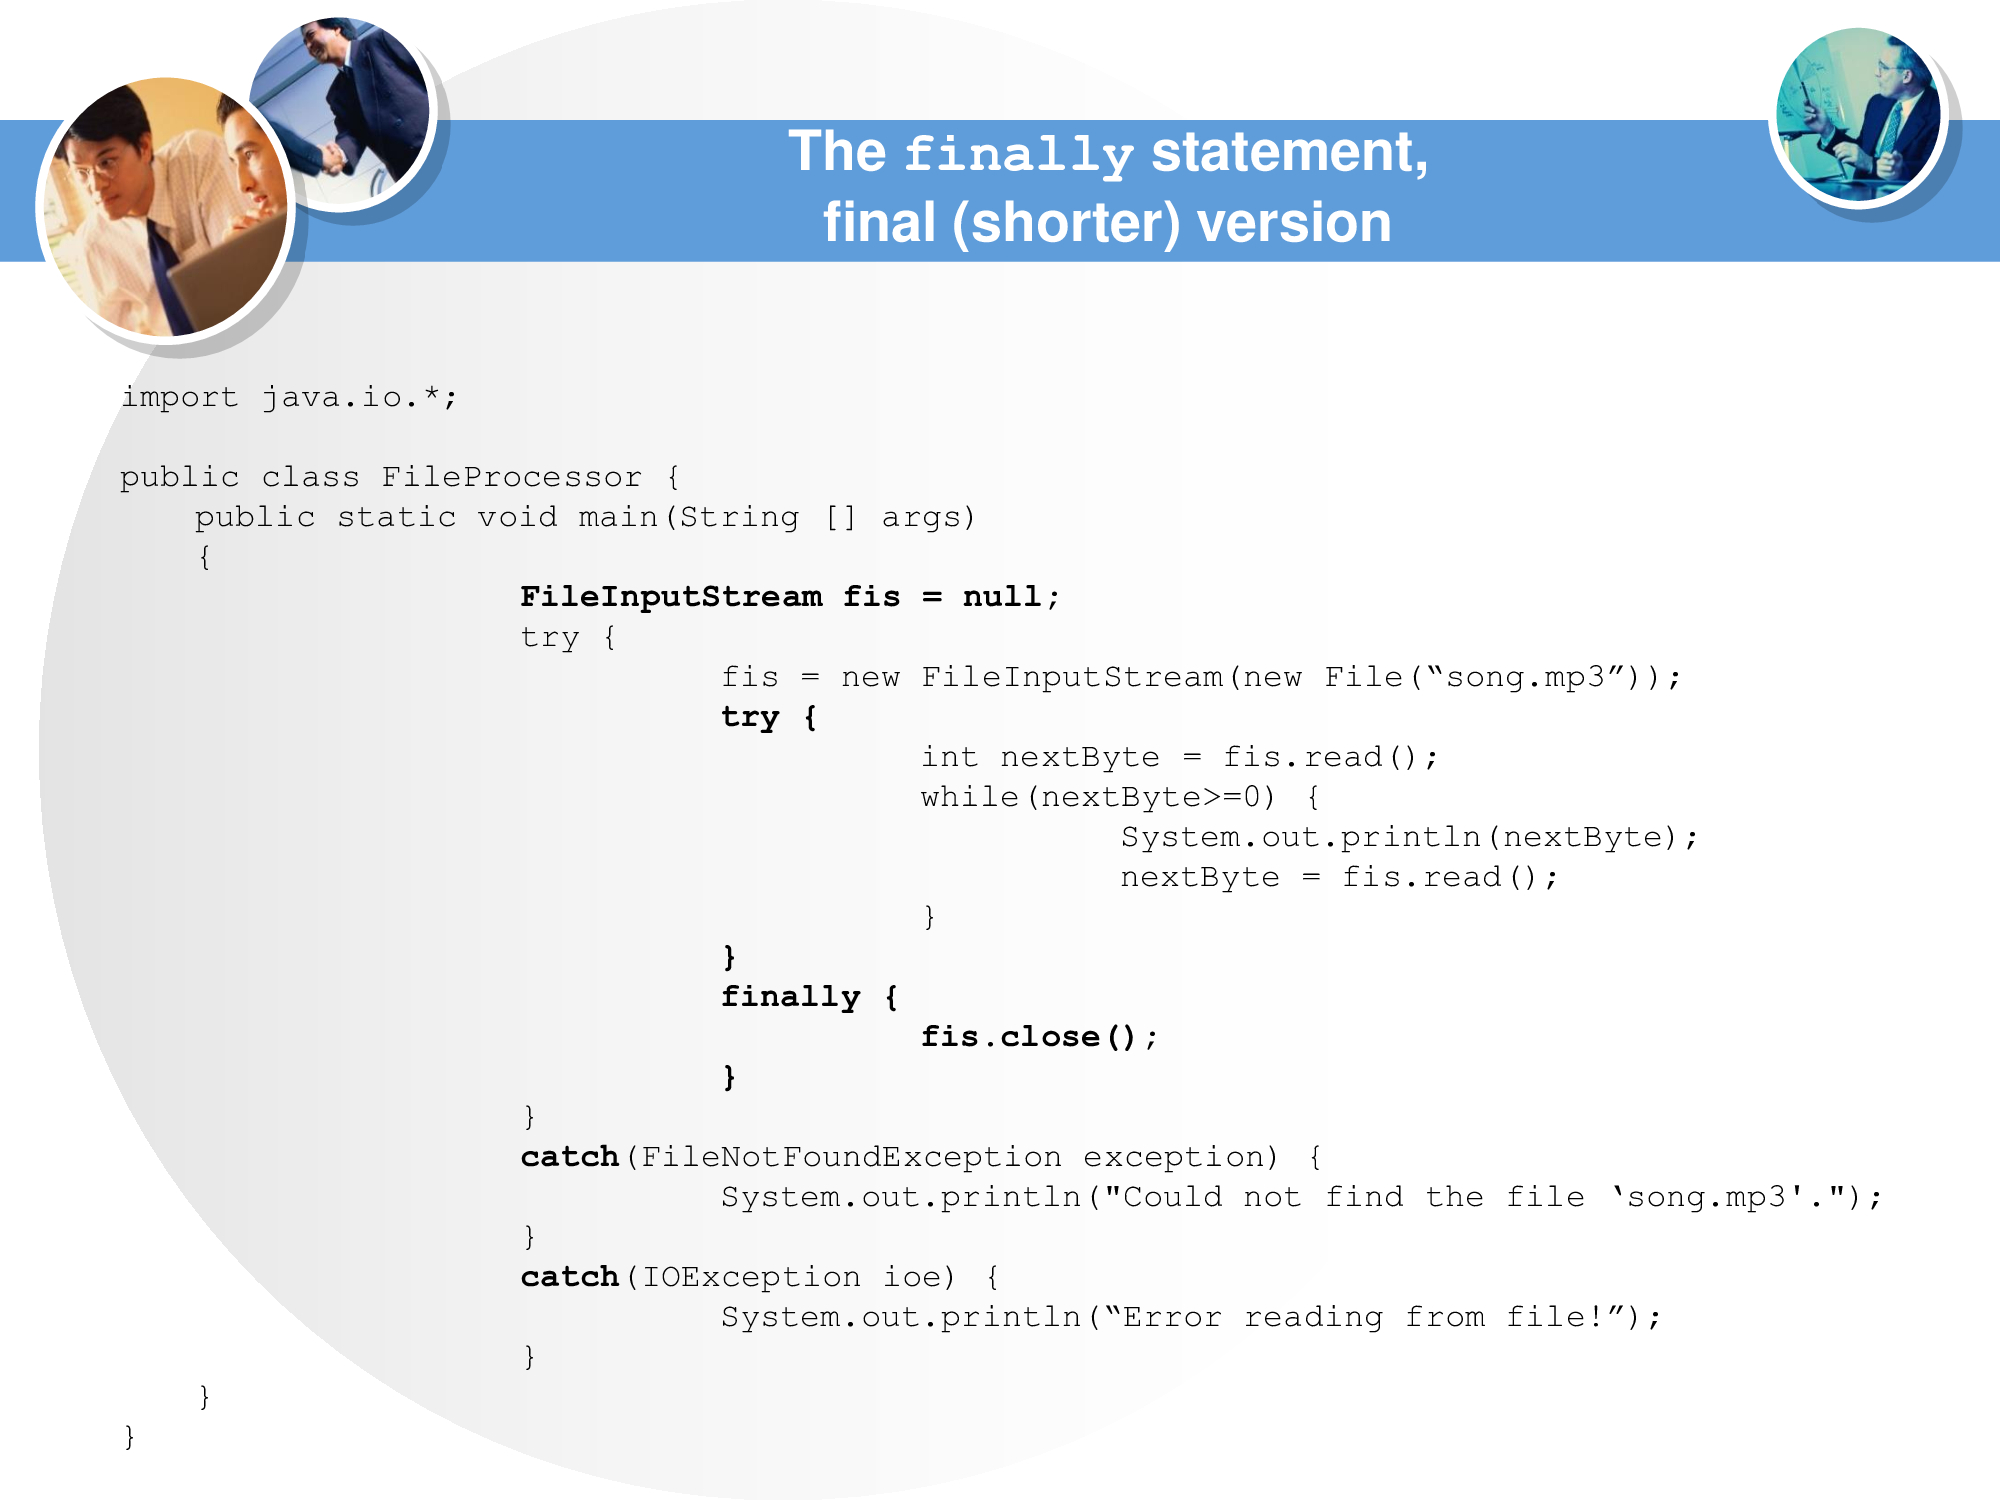 The finally statement,
final (shorter) version
import java.io.*;
public class FileProcessor {
public static void main(String [] args)
{
FileInputStream fis = null;
try {
fis = new FileInputStream(new File(“song.mp3”));
try {
int nextByte = fis.read();
while(nextByte>=0) {
System.out.println(nextByte);
nextByte = fis.read();
}
}
finally {
fis.close();
}
}
catch(FileNotFoundException exception) {
System.out.println("Could not find the file ‘song.mp3'.");
}
catch(IOException ioe) {
System.out.println(“Error reading from file!”);
}
}
}